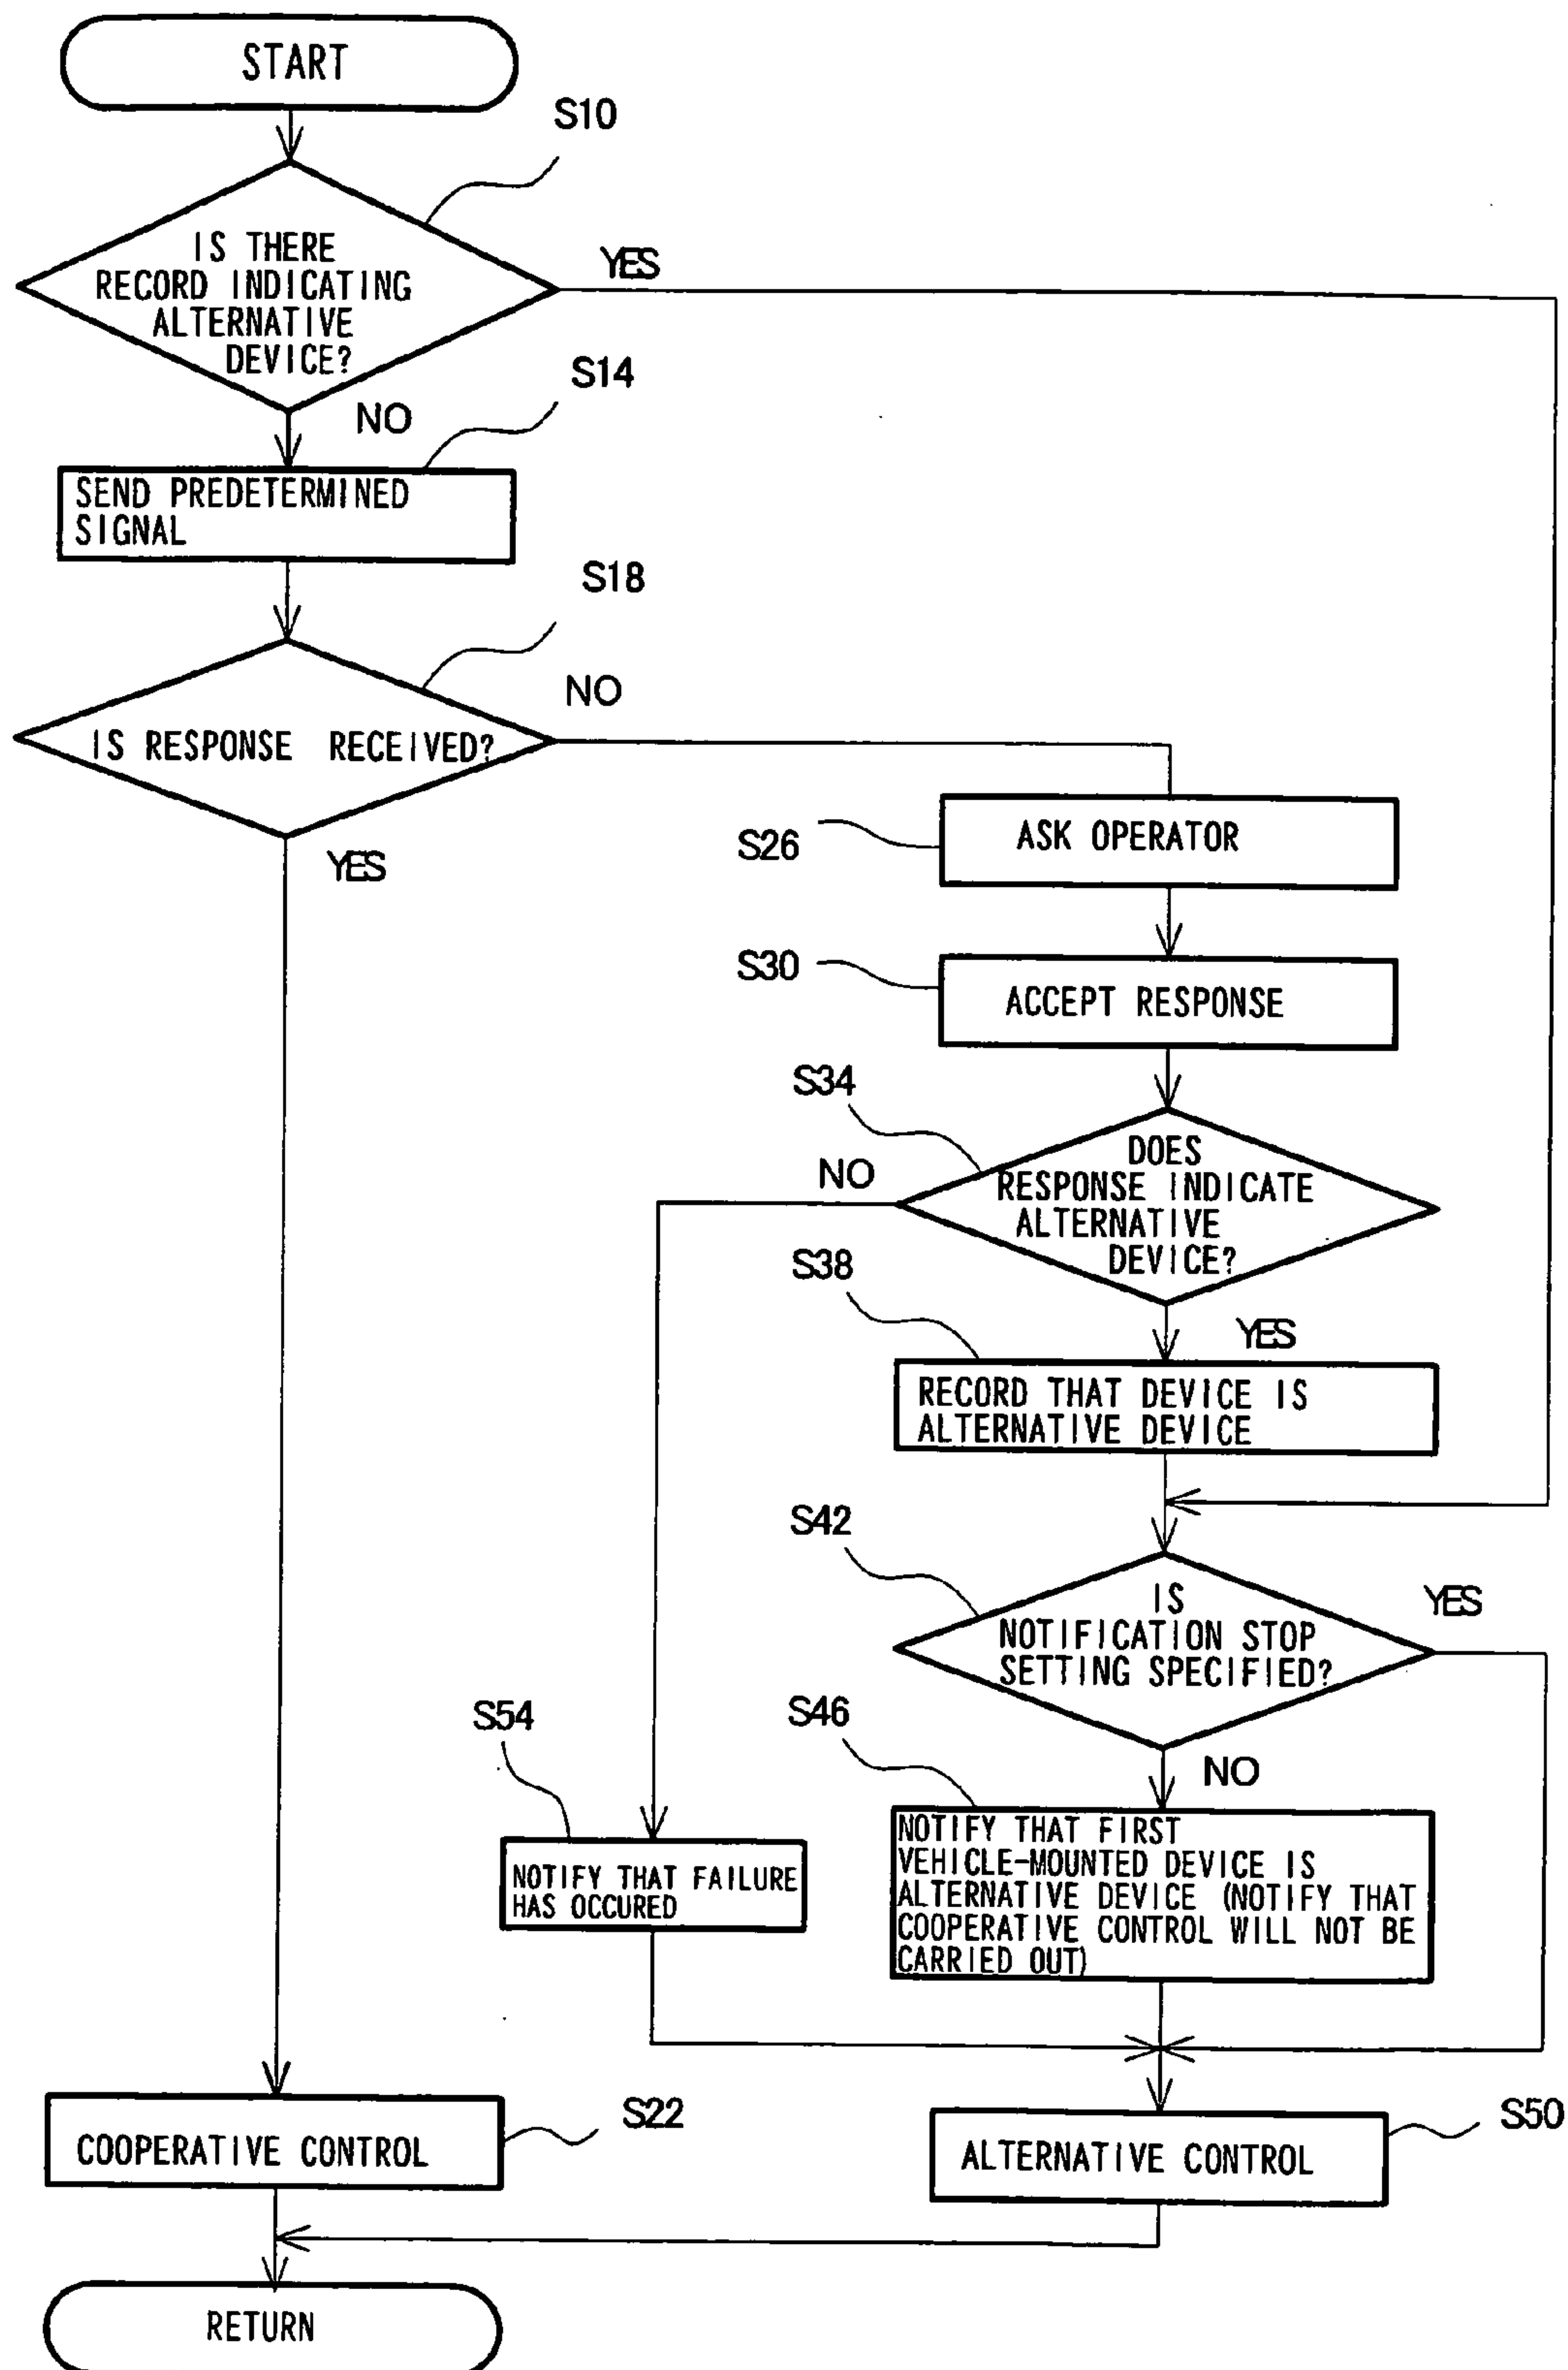 START
S10
IS THERE
RECORD INDICATING
ALTERNATIVE
DEVICE?
YES
NO
S14
SEND PREDETERMINED
SIGNAL
S18
IS RESPONSE RECEIVED?
NO
YES
S26
ASK OPERATOR
S30
ACCEPT RESPONSE
S34
DOES
RESPONSE INDICATE
ALTERNATIVE
DEVICE?
NO
YES
S38
RECORD THAT DEVICE IS
ALTERNATIVE DEVICE
S42
IS
NOTIFICATION STOP
SETTING SPECIFIED?
YES
NO
S46
NOTIFY THAT FIRST
VEHICLE-MOUNTED DEVICE IS
ALTERNATIVE DEVICE (NOTIFY THAT
COOPERATIVE CONTROL WILL NOT BE
CARRIED OUT)
S54
NOTIFY THAT FAILURE
HAS OCCURED
COOPERATIVE CONTROL
S22
ALTERNATIVE CONTROL
S50
RETURN